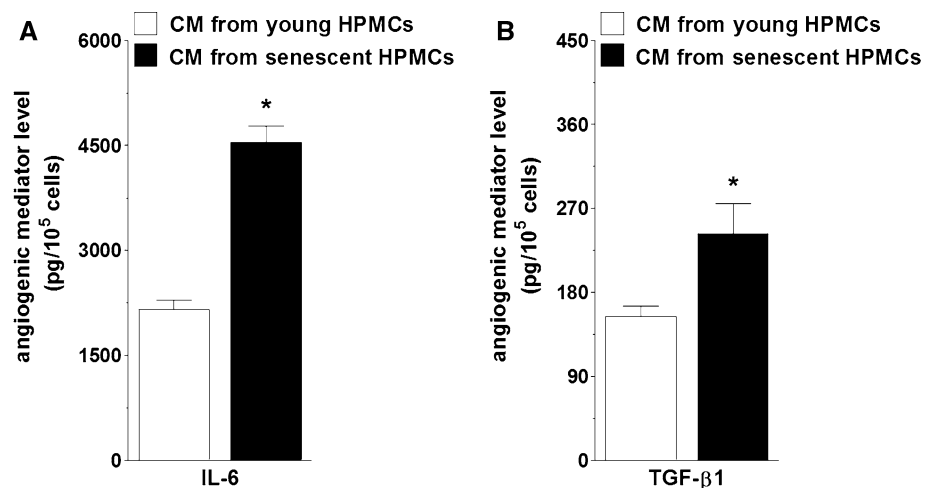 A
CM from young HPMCs
CM from senescent HPMCs
angiogenic mediator level
(pg/10⁵ cells)
6000
4500
3000
1500
0
*
IL-6
B
CM from young HPMCs
CM from senescent HPMCs
angiogenic mediator level
(pg/10⁵ cells)
450
360
270
180
90
0
*
TGF-β1